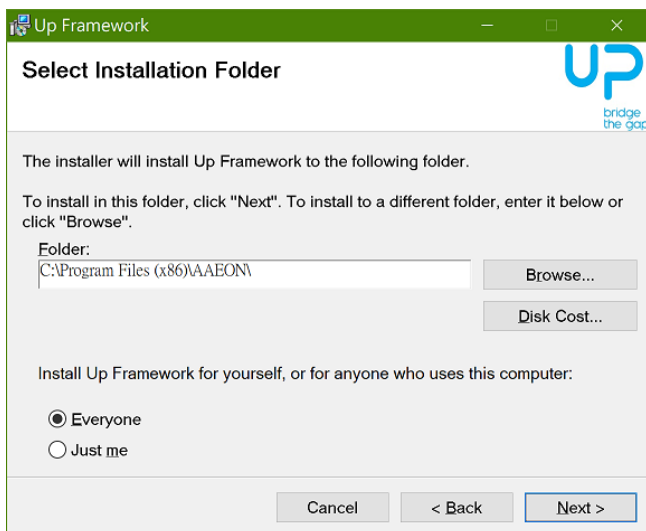 Up Framework
Select Installation Folder
UP
bridge
the gap
The installer will install Up Framework to the following folder.
To install in this folder, click "Next". To install to a different folder, enter it below or
click "Browse".
Folder:
C:\Program Files (x86)\AAEON\
Browse...
Disk Cost...
Install Up Framework for yourself, or for anyone who uses this computer:
Everyone
Just me
Cancel
< Back
Next >